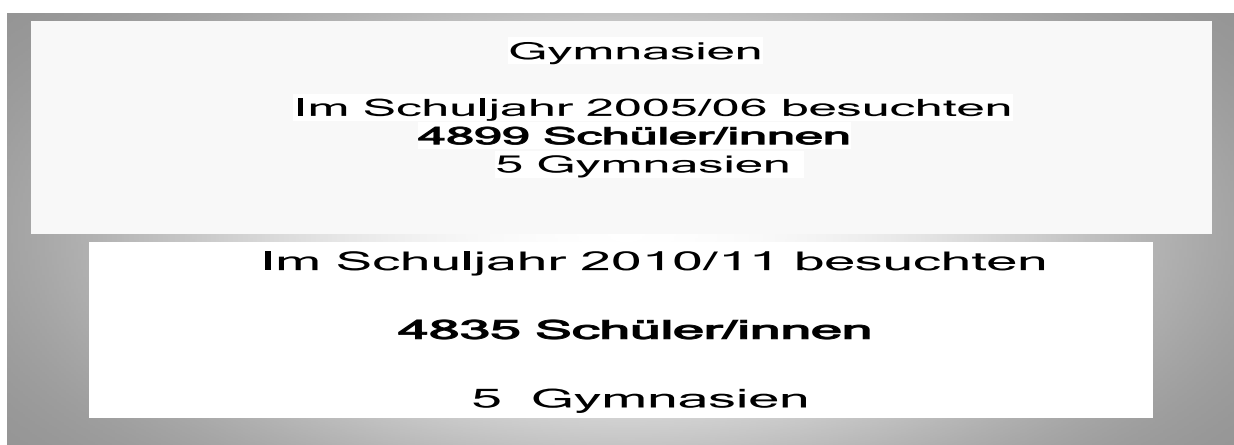 Gymnasien
Im Schuljahr 2005/06 besuchten
4899 Schüler/innen
5 Gymnasien
Im Schuljahr 2010/11 besuchten
4835 Schüler/innen
5 Gymnasien